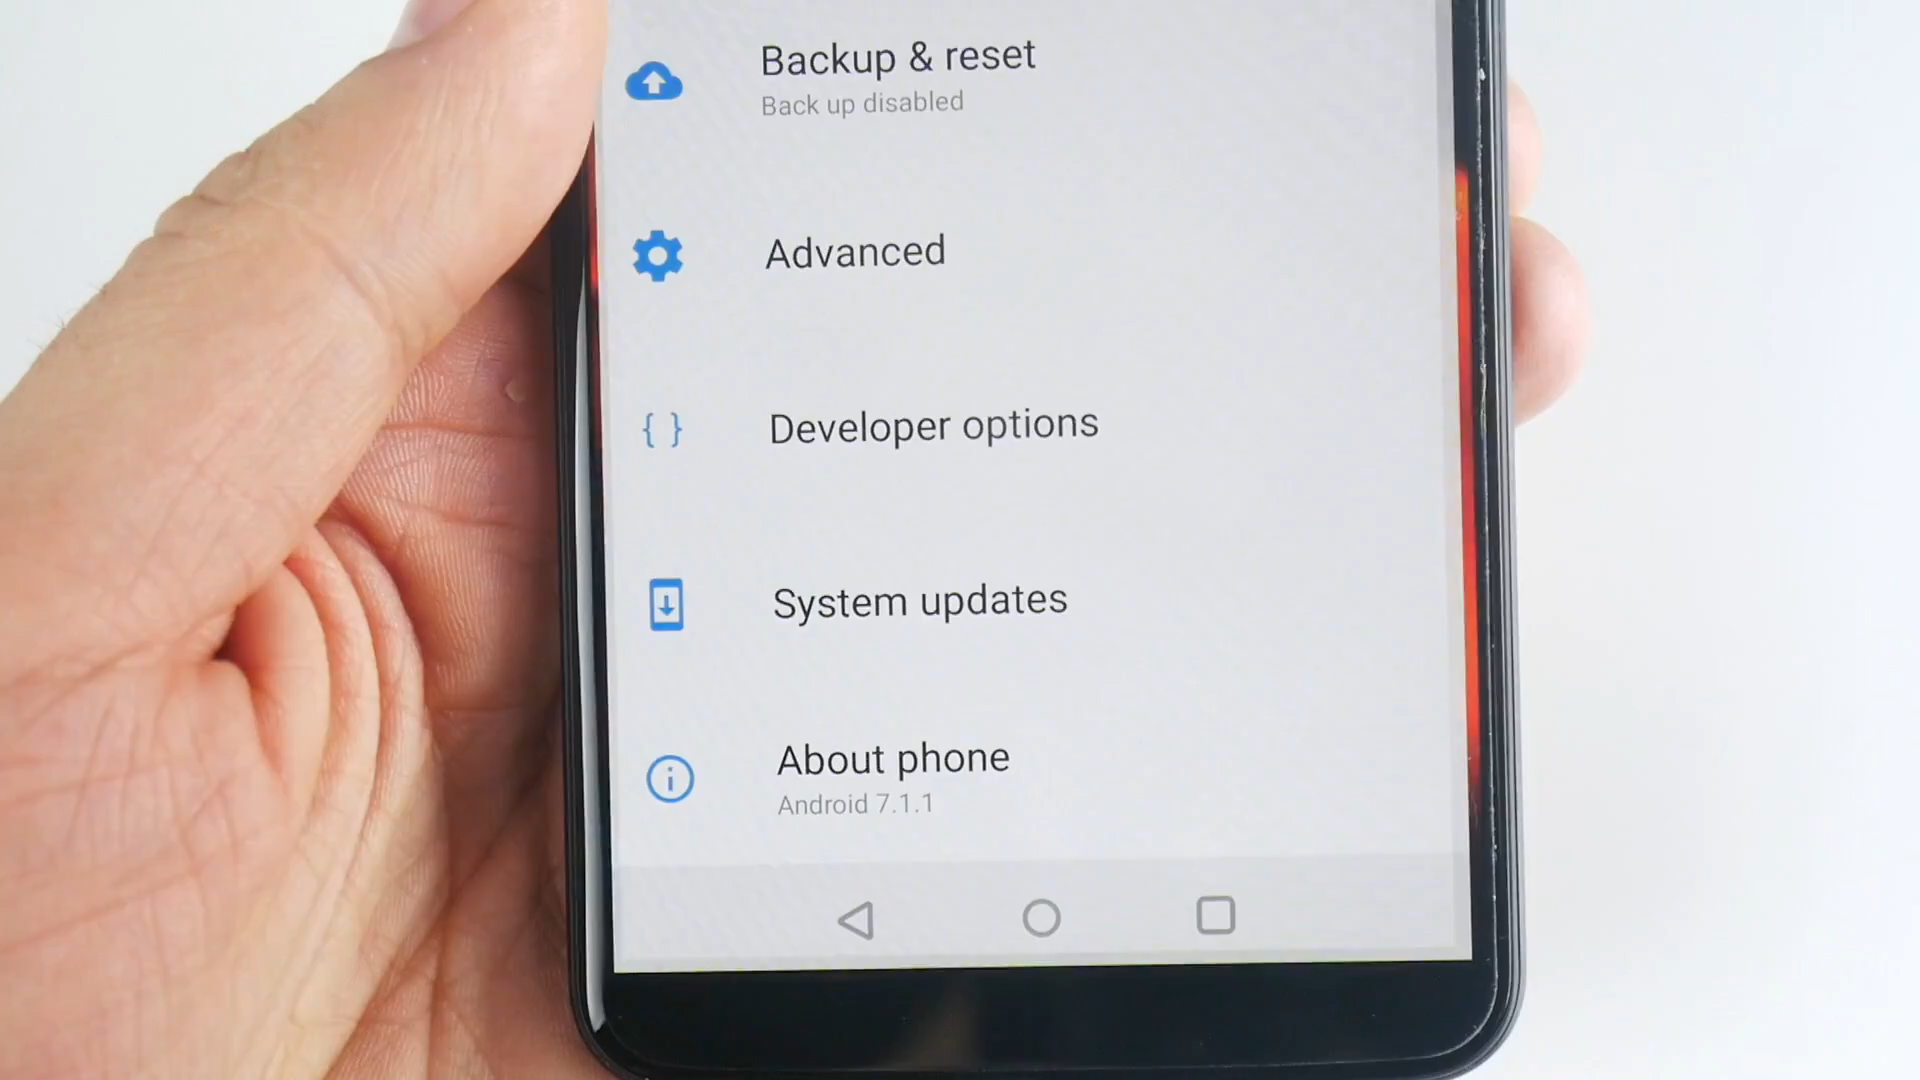 Backup & reset
Back up disabled
Advanced
Developer options
System updates
About phone
Android 7.1.1